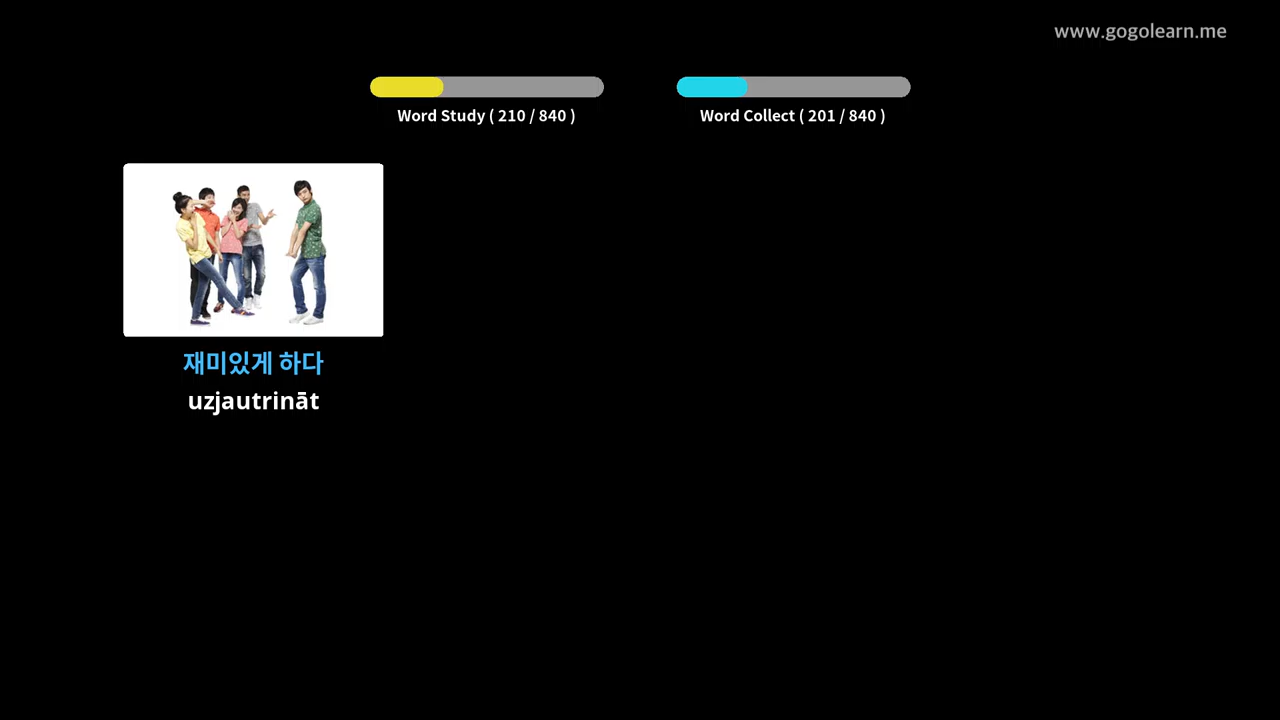 www.gogolearn.me
Word Study ( 210 / 840 )
Word Collect ( 201 / 840 )
재미있게 하다
uzjautrināt